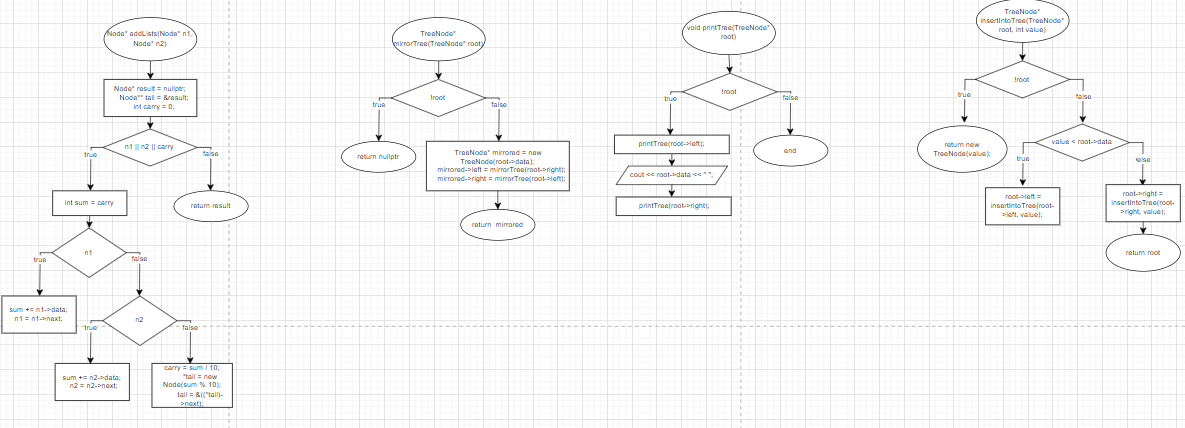 Node* addLists(Node* n1,
Node* n2)
Node* result = nullptr;
Node** tail = &result;
int carry = 0;
n1 || n2 || carry
true
false
int sum = carry
return result
n1
true
false
sum += n1->data;
n1 = n1->next;
n2
true
false
sum += n2->data;
n2 = n2->next;
carry = sum / 10;
*tail = new
Node(sum % 10);
tail = &((*tail)-
>next);
TreeNode*
mirrorTree(TreeNode* root)
!root
true
false
return nullptr
TreeNode* mirrored = new
TreeNode(root->data);
mirrored->left = mirrorTree(root->right);
mirrored->right = mirrorTree(root->left);
return mirrored
void printTree(TreeNode*
root)
!root
true
false
printTree(root->left);
end
cout << root->data << " ";
printTree(root->right);
TreeNode*
insertIntoTree(TreeNode*
root, int value)
!root
true
false
return new
TreeNode(value);
value < root->data
true
else
root->left =
insertIntoTree(root-
>left, value);
root->right =
insertIntoTree(root-
>right, value);
return root